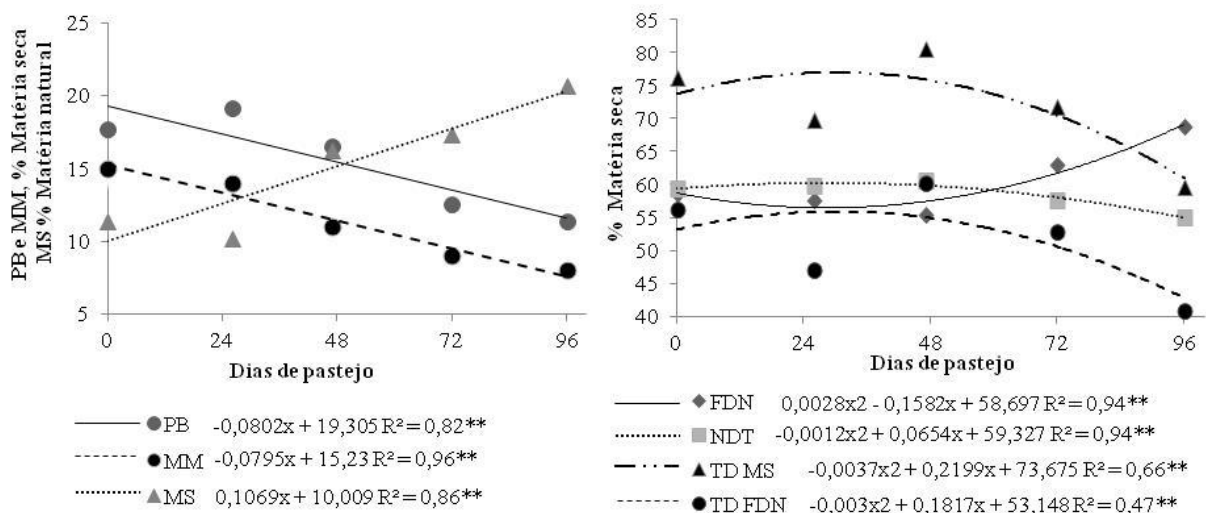 PB e MM, % Matéria seca
MS % Matéria natural
25
20
15
10
5
0
24
48
72
96
Dias de pastejo
PB -0,0802x + 19,305 R² = 0,82**
MM -0,0795x + 15,23 R² = 0,96**
MS 0,1069x + 10,009 R² = 0,86**
% Matéria seca
85
80
75
70
65
60
55
50
45
40
0
24
48
72
96
Dias de pastejo
FDN 0,0028x2 - 0,1582x + 58,697 R² = 0,94**
NDT -0,0012x2 + 0,0654x + 59,327 R² = 0,94**
TD MS -0,0037x2 + 0,2199x + 73,675 R² = 0,66**
TD FDN -0,003x2 + 0,1817x + 53,148 R² = 0,47**